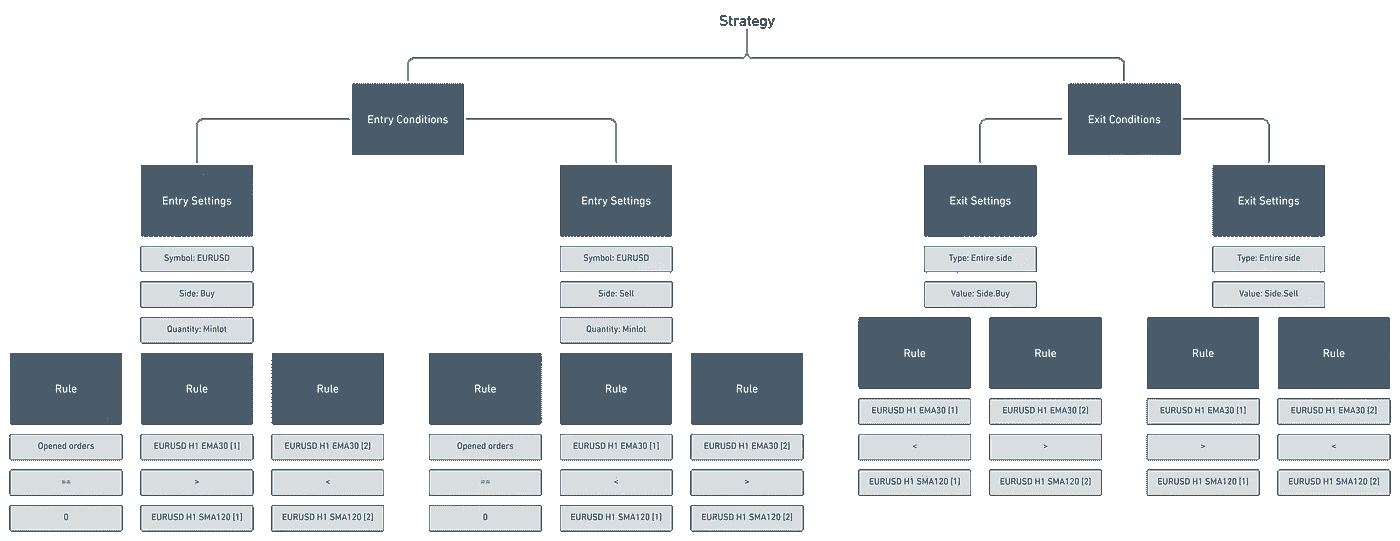 Strategy
Entry Conditions
Exit Conditions
Entry Settings
Entry Settings
Exit Settings
Exit Settings
Symbol: EURUSD
Symbol: EURUSD
Type: Entire side
Type: Entire side
Side: Buy
Side: Sell
Value: Side.Buy
Value: Side.Sell
Quantity: Minlot
Quantity: Minlot
Rule
Rule
Rule
Rule
Rule
Rule
Rule
Rule
Rule
Rule
EURUSD H1 EMA30 [1]
EURUSD H1 EMA30 [2]
EURUSD H1 EMA30 [1]
EURUSD H1 EMA30 [2]
Opened orders
EURUSD H1 EMA30 [1]
EURUSD H1 EMA30 [2]
Opened orders
EURUSD H1 EMA30 [1]
EURUSD H1 EMA30 [2]
<
>
>
<
==
>
<
==
<
>
EURUSD H1 SMA120 [1]
EURUSD H1 SMA120 [2]
EURUSD H1 SMA120 [1]
EURUSD H1 SMA120 [2]
0
EURUSD H1 SMA120 [1]
EURUSD H1 SMA120 [2]
0
EURUSD H1 SMA120 [1]
EURUSD H1 SMA120 [2]